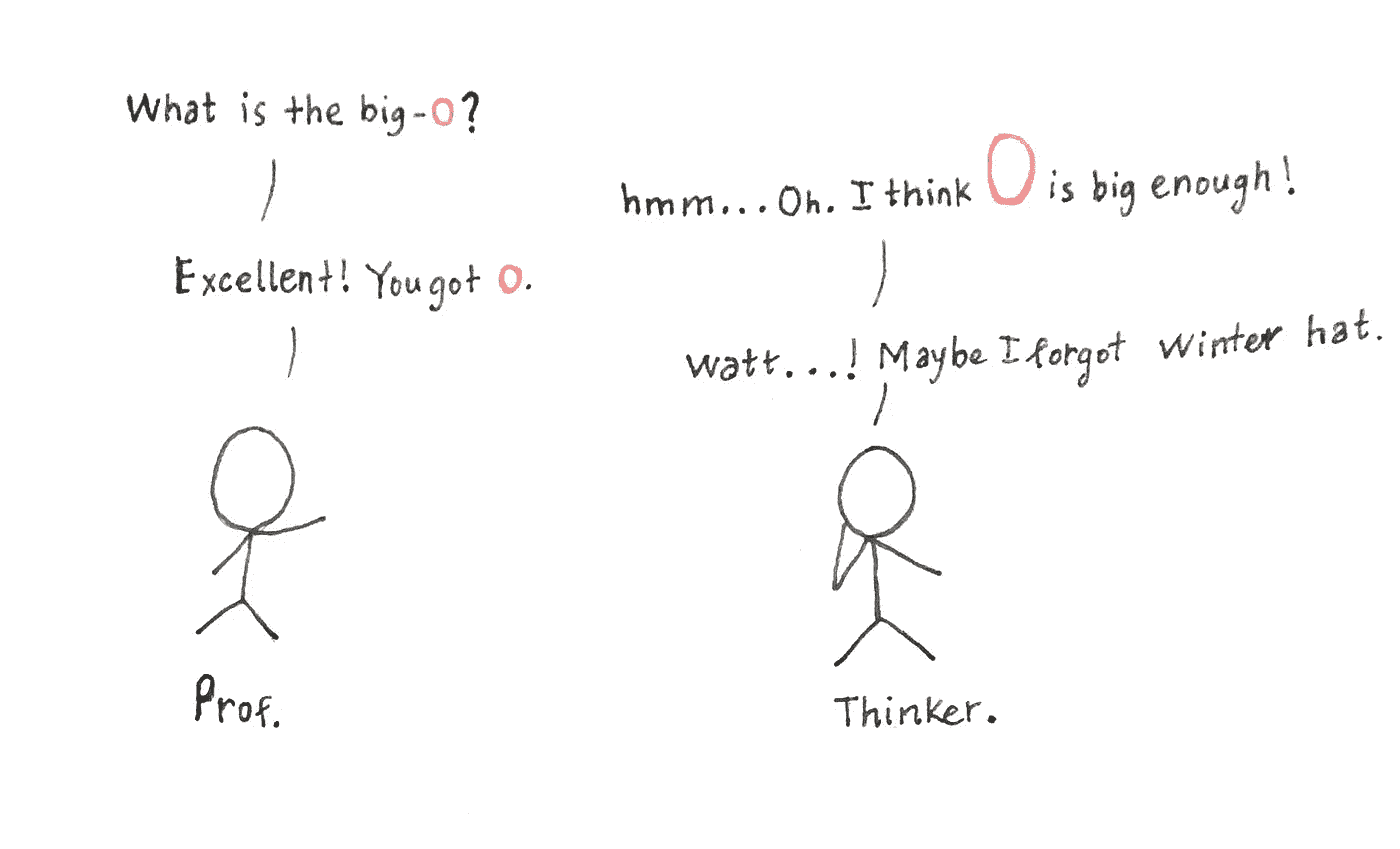 What is the big-O?
hmm... Oh. I think O is big enough!
Excellent! You got O.
watt...! Maybe I forgot winter hat.
Prof.
Thinker.